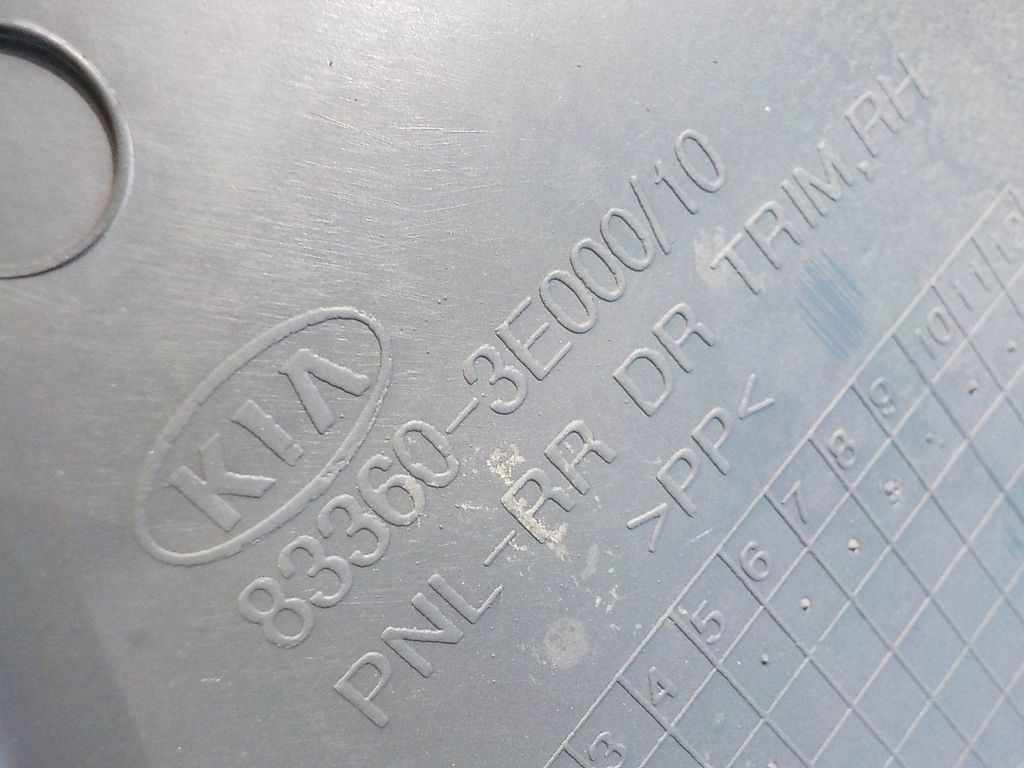 KIA
83360-3E000/10
PNL-RR DR TRIM,RH
>PP<
3 4 5 6 7 8 9 10 11 12